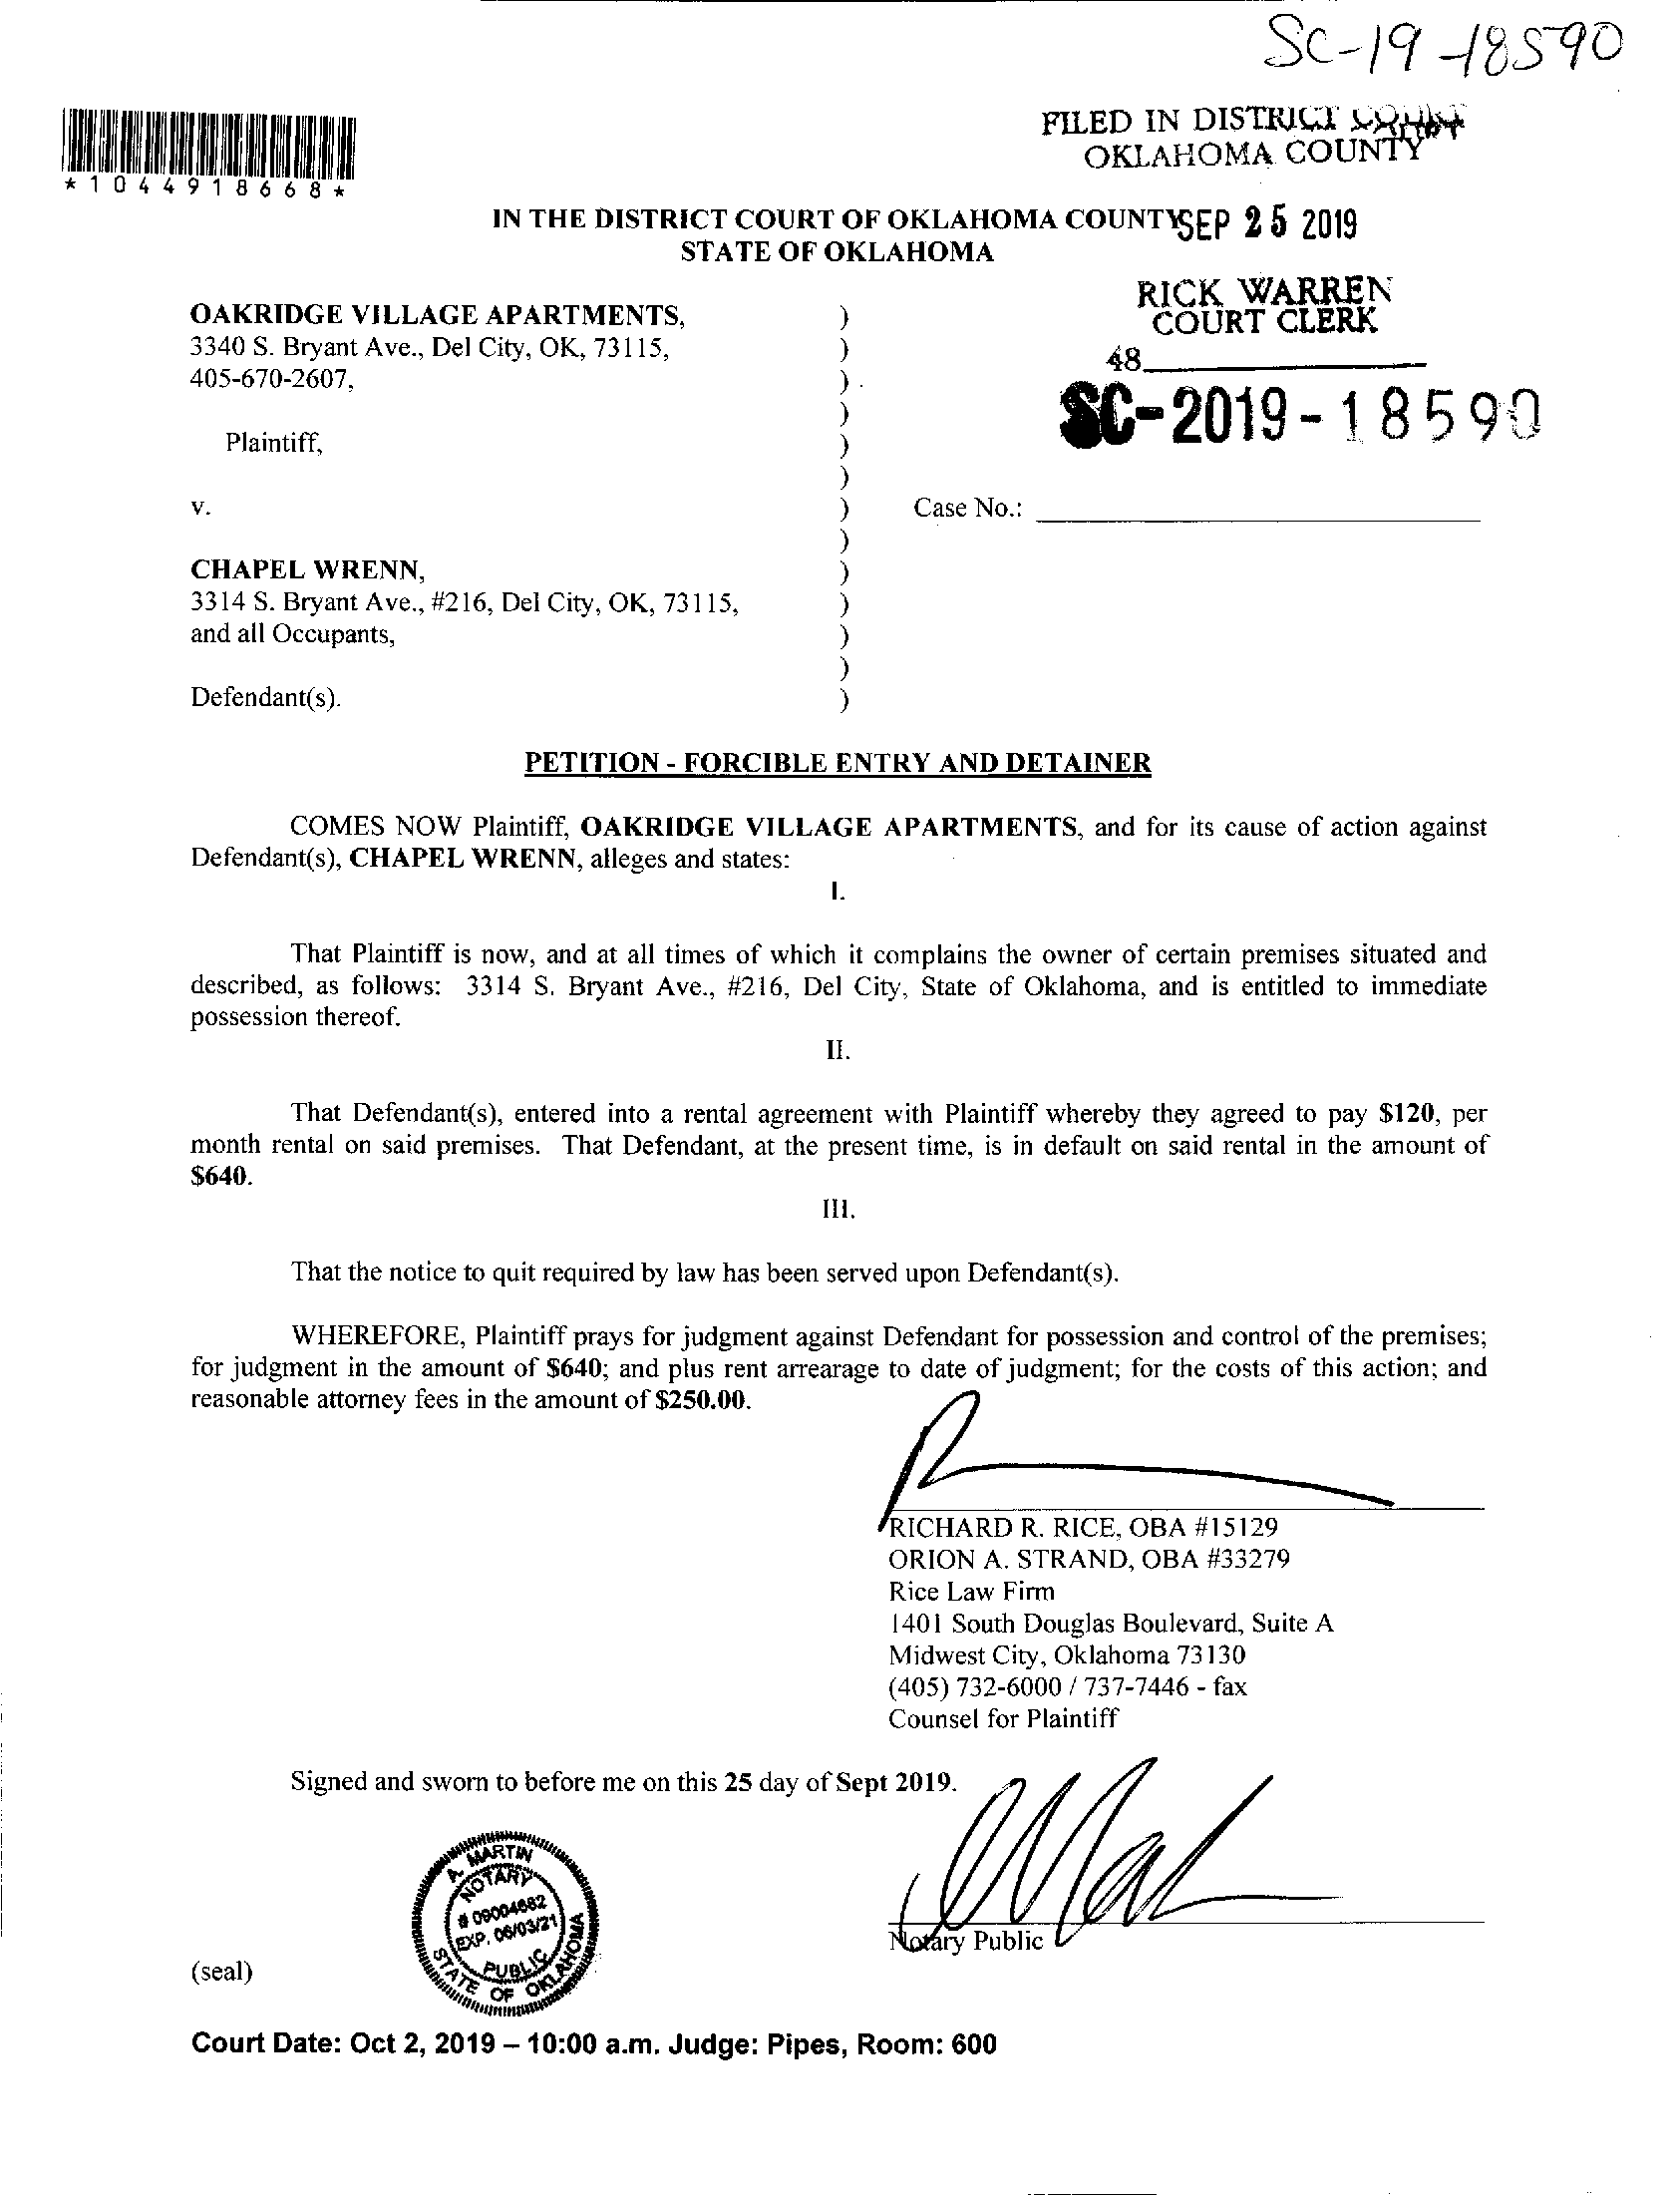 SC-19-18590
*1044918668*
FILED IN DISTRICT COURT
OKLAHOMA COUNTY
IN THE DISTRICT COURT OF OKLAHOMA COUNTY
STATE OF OKLAHOMA
SEP 25 2019
RICK WARREN
COURT CLERK
48
SC-2019-18590
OAKRIDGE VILLAGE APARTMENTS, )
3340 S. Bryant Ave., Del City, OK, 73115, )
405-670-2607, )
)
Plaintiff, )
)
v. ) Case No.:
)
CHAPEL WRENN, )
3314 S. Bryant Ave., #216, Del City, OK, 73115, )
and all Occupants, )
)
Defendant(s). )
PETITION - FORCIBLE ENTRY AND DETAINER
COMES NOW Plaintiff, OAKRIDGE VILLAGE APARTMENTS, and for its cause of action against
Defendant(s), CHAPEL WRENN, alleges and states:
I.
That Plaintiff is now, and at all times of which it complains the owner of certain premises situated and
described, as follows: 3314 S. Bryant Ave., #216, Del City, State of Oklahoma, and is entitled to immediate
possession thereof.
II.
That Defendant(s), entered into a rental agreement with Plaintiff whereby they agreed to pay $120, per
month rental on said premises. That Defendant, at the present time, is in default on said rental in the amount of
$640.
III.
That the notice to quit required by law has been served upon Defendant(s).
WHEREFORE, Plaintiff prays for judgment against Defendant for possession and control of the premises;
for judgment in the amount of $640; and plus rent arrearage to date of judgment; for the costs of this action; and
reasonable attorney fees in the amount of $250.00.
RICHARD R. RICE, OBA #15129
ORION A. STRAND, OBA #33279
Rice Law Firm
1401 South Douglas Boulevard, Suite A
Midwest City, Oklahoma 73130
(405) 732-6000 / 737-7446 - fax
Counsel for Plaintiff
Signed and sworn to before me on this 25 day of Sept 2019.
A. MARTIN
NOTARY
# 09004682
EXP. 06/03/21
PUBLIC
STATE OF OKLAHOMA
Notary Public
(seal)
Court Date: Oct 2, 2019 – 10:00 a.m. Judge: Pipes, Room: 600